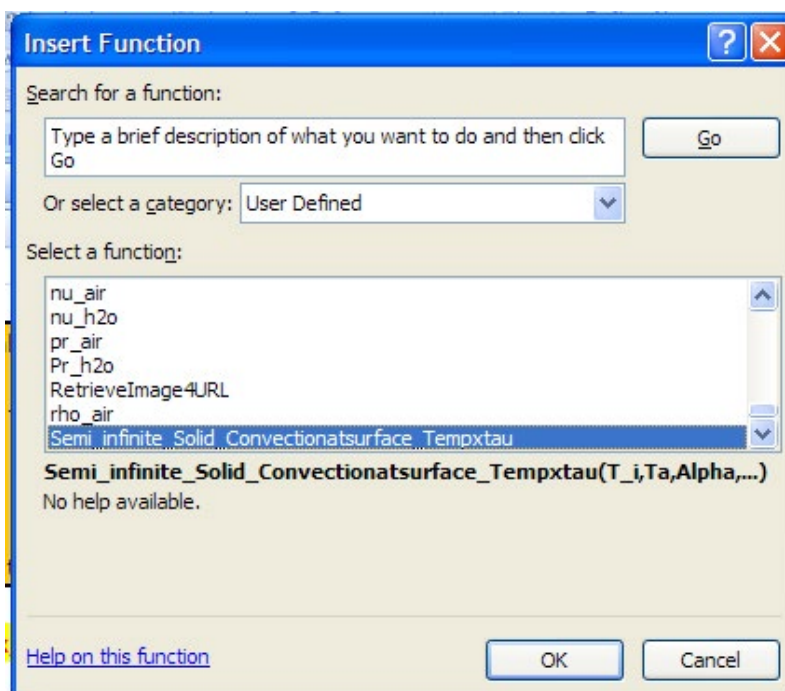 Insert Function
Search for a function:
Type a brief description of what you want to do and then click
Go
Go
Or select a category: User Defined
Select a function:
nu_air
nu_h2o
pr_air
Pr_h2o
RetrieveImage4URL
rho_air
Semi_infinite_Solid_Convectionatsurface_Tempxtau
Semi_infinite_Solid_Convectionatsurface_Tempxtau(T_i,Ta,Alpha,...)
No help available.
Help on this function
OK
Cancel